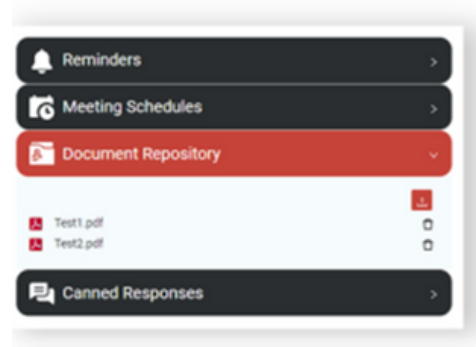 Reminders
Meeting Schedules
Document Repository
Test1.pdf
Test2.pdf
Canned Responses